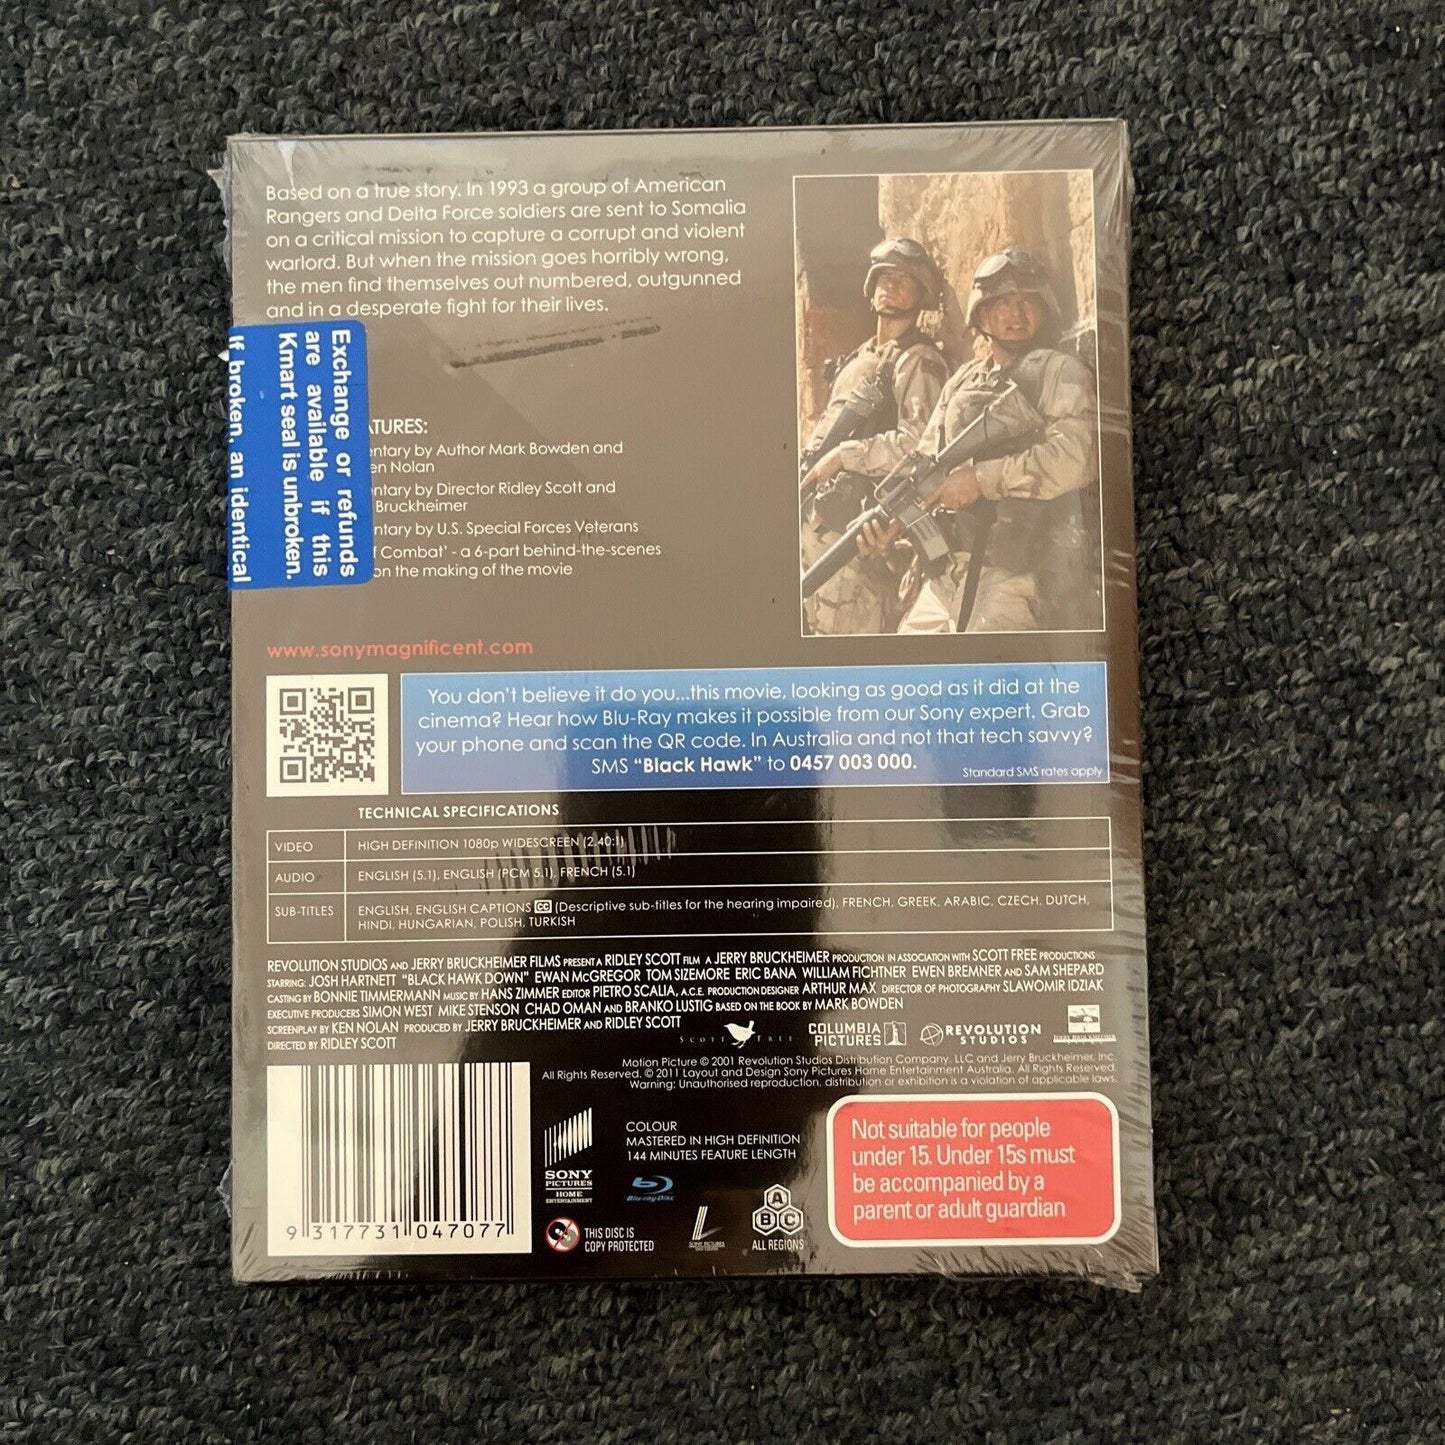 Based on a true story. In 1993 a group of American
Rangers and Delta Force soldiers are sent to Somalia
on a critical mission to capture a corrupt and violent
warlord. But when the mission goes horribly wrong,
the men find themselves out numbered, outgunned
and in a desperate fight for their lives.
Exchange or refunds
are available if this
Kmart seal is unbroken.
If broken, an identical
ATURES:
entary by Author Mark Bowden and
en Nolan
entary by Director Ridley Scott and
Bruckheimer
ntary by U.S. Special Forces Veterans
f Combat' - a 6-part behind-the-scenes
on the making of the movie
www.sonymagnificent.com
You don't believe it do you...this movie, looking as good as it did at the
cinema? Hear how Blu-Ray makes it possible from our Sony expert. Grab
your phone and scan the QR code. In Australia and not that tech savvy?
SMS "Black Hawk" to 0457 003 000.
Standard SMS rates apply
TECHNICAL SPECIFICATIONS
VIDEO HIGH DEFINITION 1080p WIDESCREEN (2.40:1)
AUDIO ENGLISH (5.1), ENGLISH (PCM 5.1), FRENCH (5.1)
SUB-TITLES ENGLISH, ENGLISH CAPTIONS CC (Descriptive sub-titles for the hearing impaired), FRENCH, GREEK, ARABIC, CZECH, DUTCH,
HINDI, HUNGARIAN, POLISH, TURKISH
REVOLUTION STUDIOS AND JERRY BRUCKHEIMER FILMS PRESENT A RIDLEY SCOTT FILM A JERRY BRUCKHEIMER PRODUCTION IN ASSOCIATION WITH SCOTT FREE PRODUCTIONS
STARRING: JOSH HARTNETT "BLACK HAWK DOWN" EWAN McGREGOR TOM SIZEMORE ERIC BANA WILLIAM FICHTNER EWEN BREMNER AND SAM SHEPARD
CASTING BY BONNIE TIMMERMANN MUSIC BY HANS ZIMMER EDITOR PIETRO SCALIA, A.C.E. PRODUCTION DESIGNER ARTHUR MAX DIRECTOR OF PHOTOGRAPHY SLAWOMIR IDZIAK
EXECUTIVE PRODUCERS SIMON WEST MIKE STENSON CHAD OMAN AND BRANKO LUSTIG BASED ON THE BOOK BY MARK BOWDEN
SCREENPLAY BY KEN NOLAN PRODUCED BY JERRY BRUCKHEIMER AND RIDLEY SCOTT
DIRECTED BY RIDLEY SCOTT
SCOTT FREE
COLUMBIA
PICTURES
REVOLUTION
STUDIOS
Motion Picture © 2001 Revolution Studios Distribution Company, LLC and Jerry Bruckheimer, Inc.
All Rights Reserved. © 2011 Layout and Design Sony Pictures Home Entertainment Australia. All Rights Reserved.
Warning: Unauthorised reproduction, distribution or exhibition is a violation of applicable laws.
9 317731 047077
SONY
PICTURES
HOME
ENTERTAINMENT
COLOUR
MASTERED IN HIGH DEFINITION
144 MINUTES FEATURE LENGTH
Blu-ray Disc
THIS DISC IS
COPY PROTECTED
L
SONY PICTURES
A
B C
ALL REGIONS
Not suitable for people
under 15. Under 15s must
be accompanied by a
parent or adult guardian